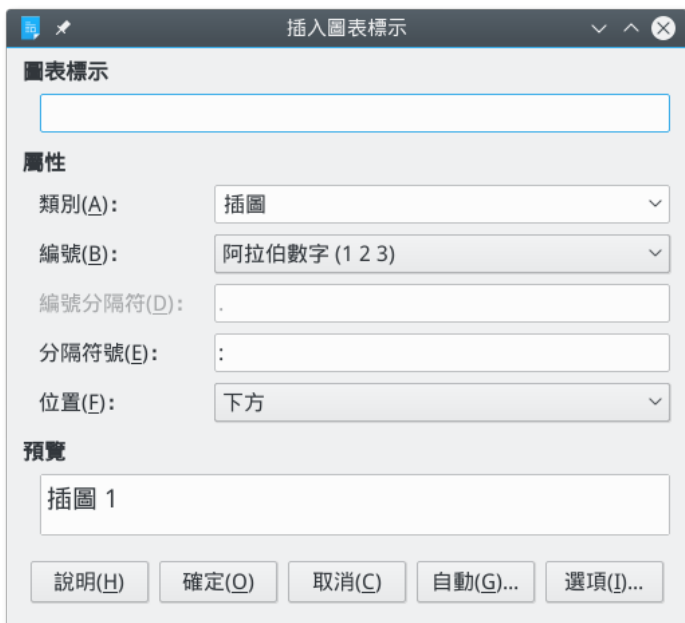 插入圖表標示
圖表標示
屬性
類別(A): 插圖
編號(B): 阿拉伯數字 (1 2 3)
編號分隔符(D): .
分隔符號(E): :
位置(F): 下方
預覽
插圖 1
說明(H) 確定(O) 取消(C) 自動(G)... 選項(I)...